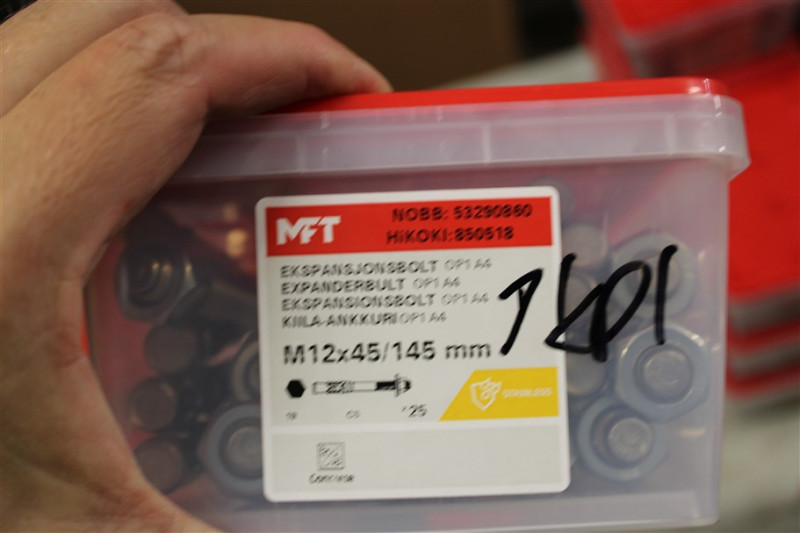 MFT
NOBB: 53290860
HiKOKI: 850518
EKSPANSJONSBOLT OP1 A4
EXPANDERBULT OP1 A4
EKSPANSIONSBOLT OP1 A4
KIILA-ANKKURI OP1 A4
M12x45/145 mm
25
STAINLESS